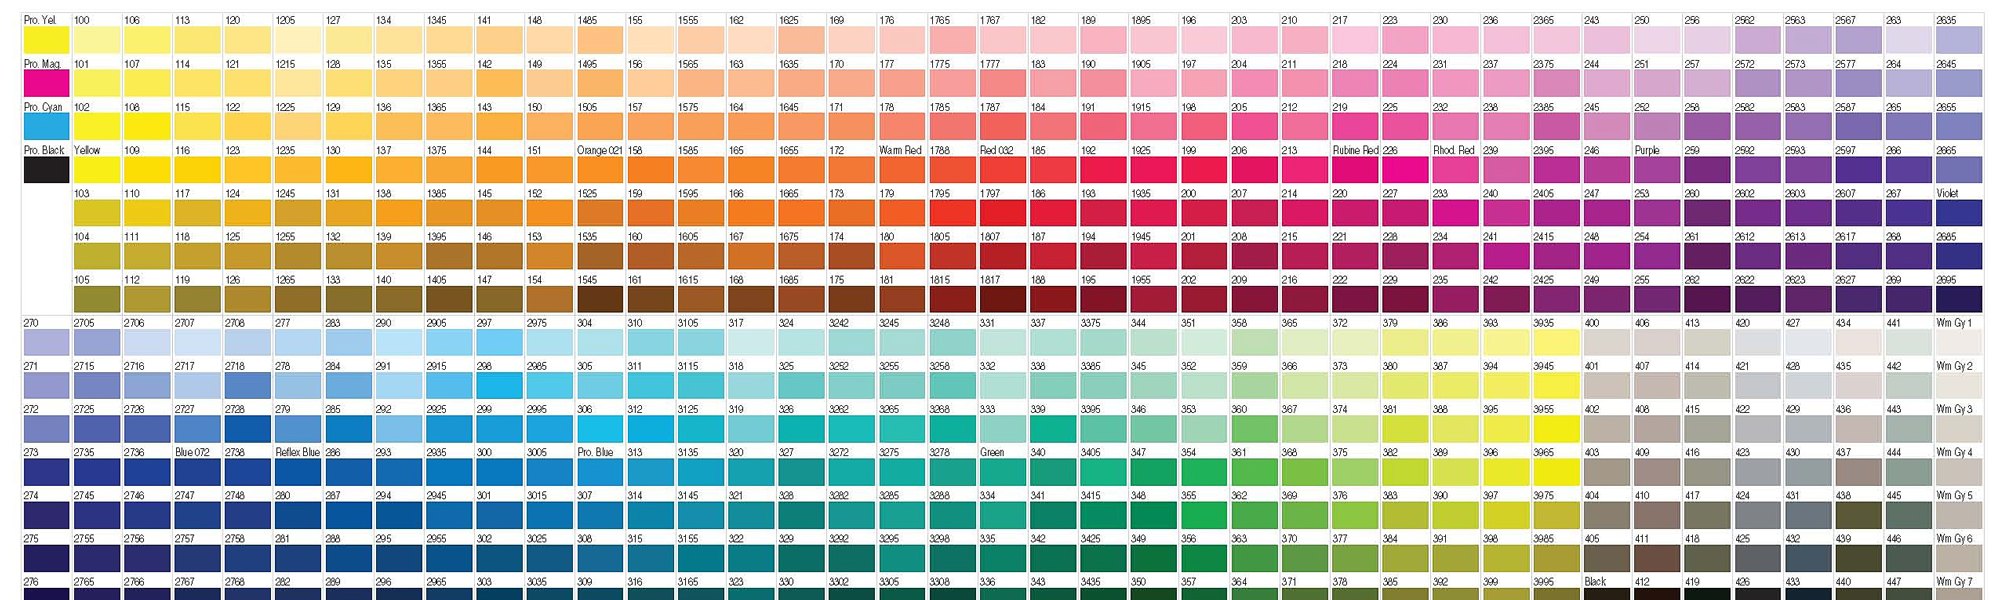 Pro. Yel. 100 106 113 120 1205 127 134 1345 141 148 1485 155 1555 162 1625 169 176 1765 1767 182 189 1895 196 203 210 217 223 230 236 2365 243 250 256 2562 2563 2567 263 2635
Pro. Mag. 101 107 114 121 1215 128 135 1355 142 149 1495 156 1565 163 1635 170 177 1775 1777 183 190 1905 197 204 211 218 224 231 237 2375 244 251 257 2572 2573 2577 264 2645
Pro. Cyan 102 108 115 122 1225 129 136 1365 143 150 1505 157 1575 164 1645 171 178 1785 1787 184 191 1915 198 205 212 219 225 232 238 2385 245 252 258 2582 2583 2587 265 2655
Pro. Black Yellow 109 116 123 1235 130 137 1375 144 151 Orange 021 158 1585 165 1655 172 Warm Red 1788 Red 032 185 192 1925 199 206 213 Rubine Red 226 Rhod. Red 239 2395 246 Purple 259 2592 2593 2597 266 2665
103 110 117 124 1245 131 138 1385 145 152 1525 159 1595 166 1665 173 179 1795 1797 186 193 1935 200 207 214 220 227 233 240 2405 247 253 260 2602 2603 2607 267 Violet
104 111 118 125 1255 132 139 1395 146 153 1535 160 1605 167 1675 174 180 1805 1807 187 194 1945 201 208 215 221 228 234 241 2415 248 254 261 2612 2613 2617 268 2685
105 112 119 126 1265 133 140 1405 147 154 1545 161 1615 168 1685 175 181 1815 1817 188 195 1955 202 209 216 222 229 235 242 2425 249 255 262 2622 2623 2627 269 2695
270 2705 2706 2707 2708 277 283 290 2905 297 2975 304 310 3105 317 324 3242 3245 3248 331 337 3375 344 351 358 365 372 379 386 393 3935 400 406 413 420 427 434 441 Wm Gy 1
271 2715 2716 2717 2718 278 284 291 2915 298 2985 305 311 3115 318 325 3252 3255 3258 332 338 3385 345 352 359 366 373 380 387 394 3945 401 407 414 421 428 435 442 Wm Gy 2
272 2725 2726 2727 2728 279 285 292 2925 299 2995 306 312 3125 319 326 3262 3265 3268 333 339 3395 346 353 360 367 374 381 388 395 3955 402 408 415 422 429 436 443 Wm Gy 3
273 2735 2736 Blue 072 2738 Reflex Blue 286 293 2935 300 3005 Pro. Blue 313 3135 320 327 3272 3275 3278 Green 340 3405 347 354 361 368 375 382 389 396 3965 403 409 416 423 430 437 444 Wm Gy 4
274 2745 2746 2747 2748 280 287 294 2945 301 3015 307 314 3145 321 328 3282 3285 3288 334 341 3415 348 355 362 369 376 383 390 397 3975 404 410 417 424 431 438 445 Wm Gy 5
275 2755 2756 2757 2758 281 288 295 2955 302 3025 308 315 3155 322 329 3292 3295 3298 335 342 3425 349 356 363 370 377 384 391 398 3985 405 411 418 425 432 439 446 Wm Gy 6
276 2765 2766 2767 2768 282 289 296 2965 303 3035 309 316 3165 323 330 3302 3305 3308 336 343 3435 350 357 364 371 378 385 392 399 3995 Black 412 419 426 433 440 447 Wm Gy 7